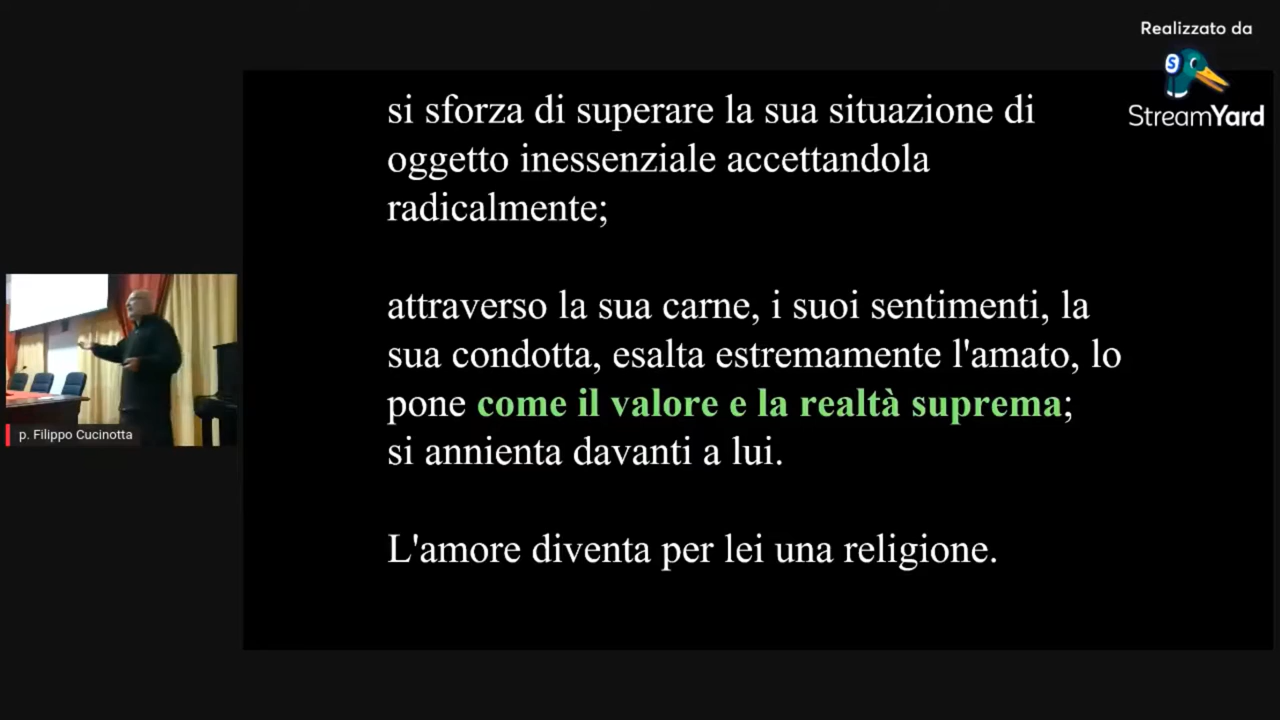 Realizzato da
StreamYard
si sforza di superare la sua situazione di
oggetto inessenziale accettandola
radicalmente;
attraverso la sua carne, i suoi sentimenti, la
sua condotta, esalta estremamente l'amato, lo
pone come il valore e la realtà suprema;
si annienta davanti a lui.
L'amore diventa per lei una religione.
p. Filippo Cucinotta